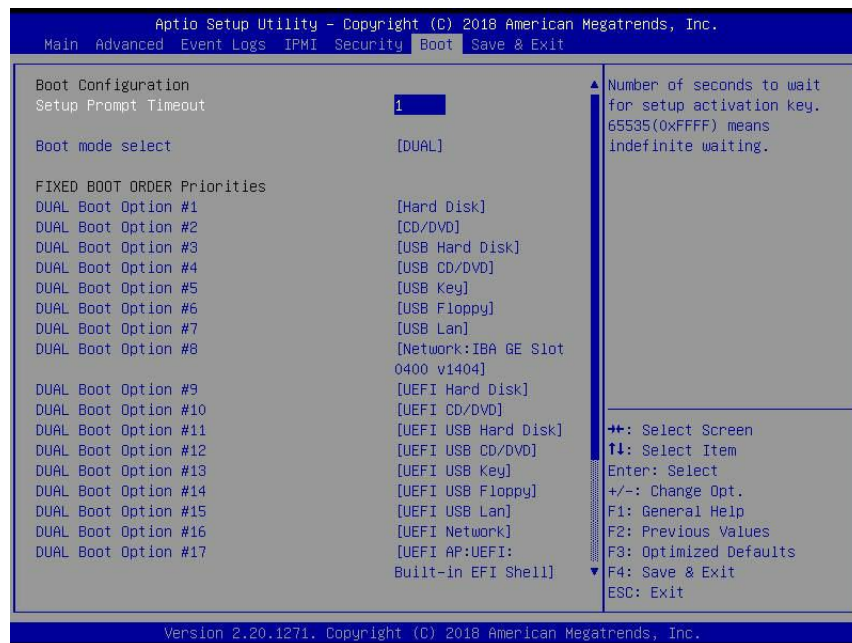 Aptio Setup Utility – Copyright (C) 2018 American Megatrends, Inc.
Main Advanced Event Logs IPMI Security Boot Save & Exit
Boot Configuration
Setup Prompt Timeout 1
Boot mode select [DUAL]
FIXED BOOT ORDER Priorities
DUAL Boot Option #1 [Hard Disk]
DUAL Boot Option #2 [CD/DVD]
DUAL Boot Option #3 [USB Hard Disk]
DUAL Boot Option #4 [USB CD/DVD]
DUAL Boot Option #5 [USB Key]
DUAL Boot Option #6 [USB Floppy]
DUAL Boot Option #7 [USB Lan]
DUAL Boot Option #8 [Network:IBA GE Slot
0400 v1404]
DUAL Boot Option #9 [UEFI Hard Disk]
DUAL Boot Option #10 [UEFI CD/DVD]
DUAL Boot Option #11 [UEFI USB Hard Disk]
DUAL Boot Option #12 [UEFI USB CD/DVD]
DUAL Boot Option #13 [UEFI USB Key]
DUAL Boot Option #14 [UEFI USB Floppy]
DUAL Boot Option #15 [UEFI USB Lan]
DUAL Boot Option #16 [UEFI Network]
DUAL Boot Option #17 [UEFI AP:UEFI:
Built-in EFI Shell]
Number of seconds to wait
for setup activation key.
65535(0xFFFF) means
indefinite waiting.
→←: Select Screen
↑↓: Select Item
Enter: Select
+/-: Change Opt.
F1: General Help
F2: Previous Values
F3: Optimized Defaults
F4: Save & Exit
ESC: Exit
Version 2.20.1271. Copyright (C) 2018 American Megatrends, Inc.